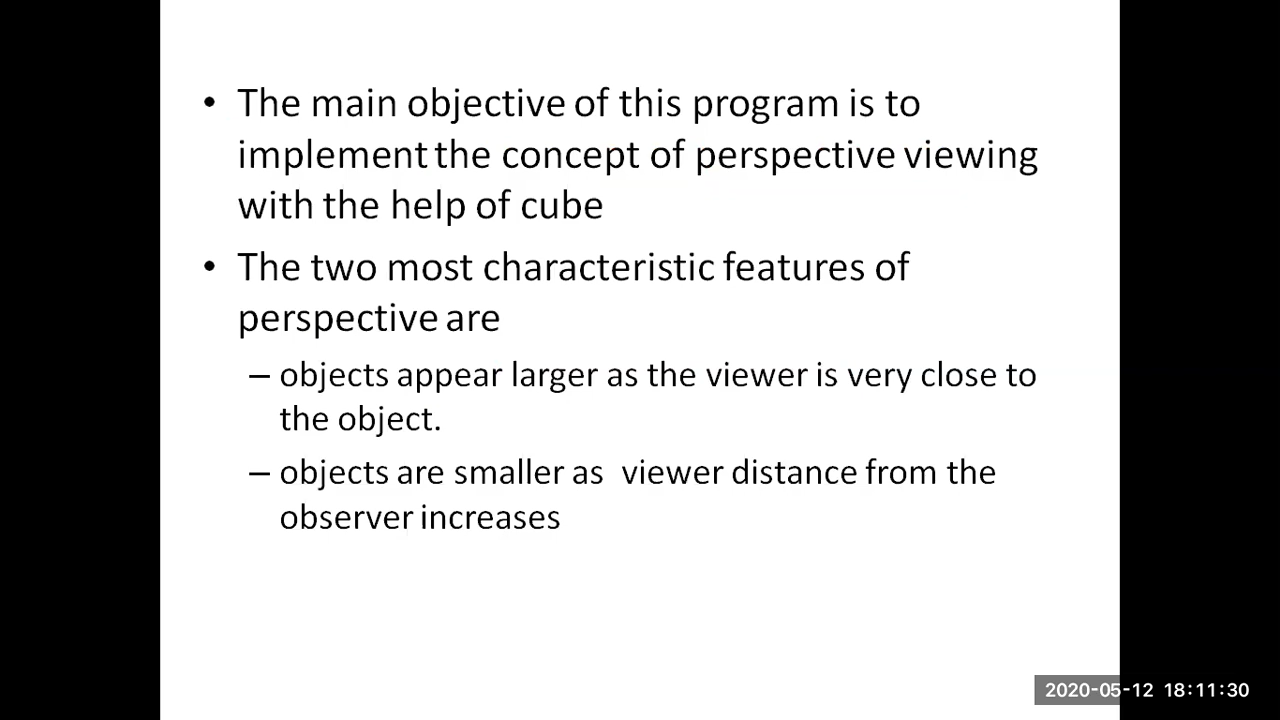 • The main objective of this program is to
implement the concept of perspective viewing
with the help of cube
• The two most characteristic features of
perspective are
– objects appear larger as the viewer is very close to
the object.
– objects are smaller as  viewer distance from the
observer increases
2020-05-12 18:11:30